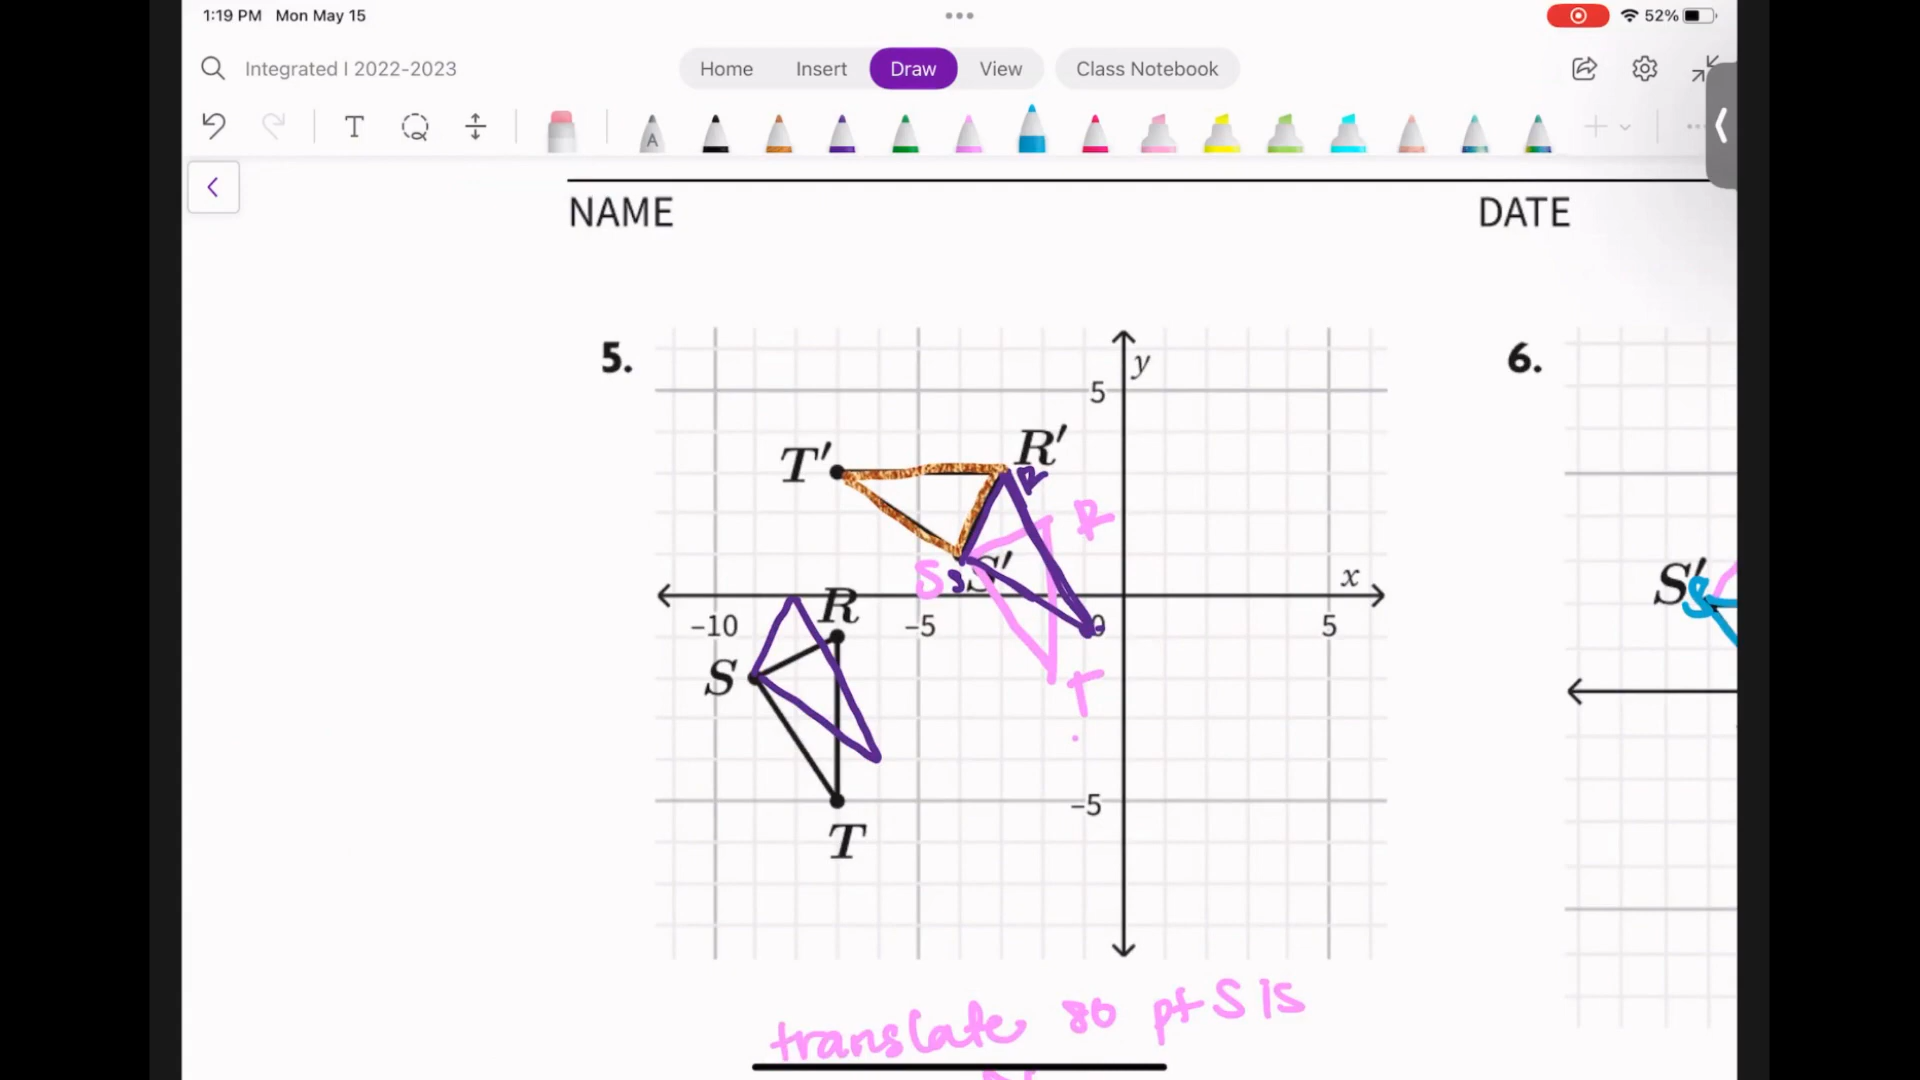 1:19 PM Mon May 15
52%
Integrated I 2022-2023
Home Insert Draw View Class Notebook
T
A
NAME
DATE
5.
6.
y
5
T'
R'
R
R
S
S
S'
x
S'
S
-10
R
-5
0
5
S
T
-5
T
translate so pt S is